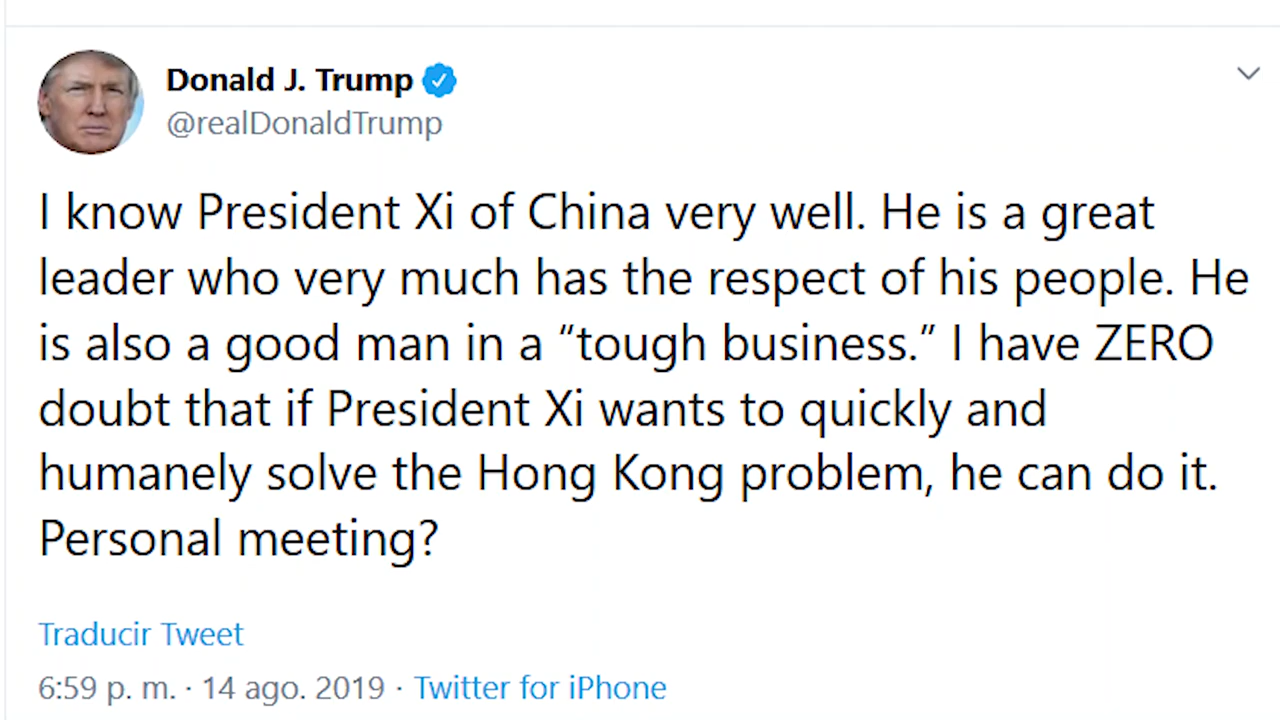 Donald J. Trump
@realDonaldTrump
I know President Xi of China very well. He is a great
leader who very much has the respect of his people. He
is also a good man in a “tough business.” I have ZERO
doubt that if President Xi wants to quickly and
humanely solve the Hong Kong problem, he can do it.
Personal meeting?
Traducir Tweet
6:59 p. m. · 14 ago. 2019 · Twitter for iPhone